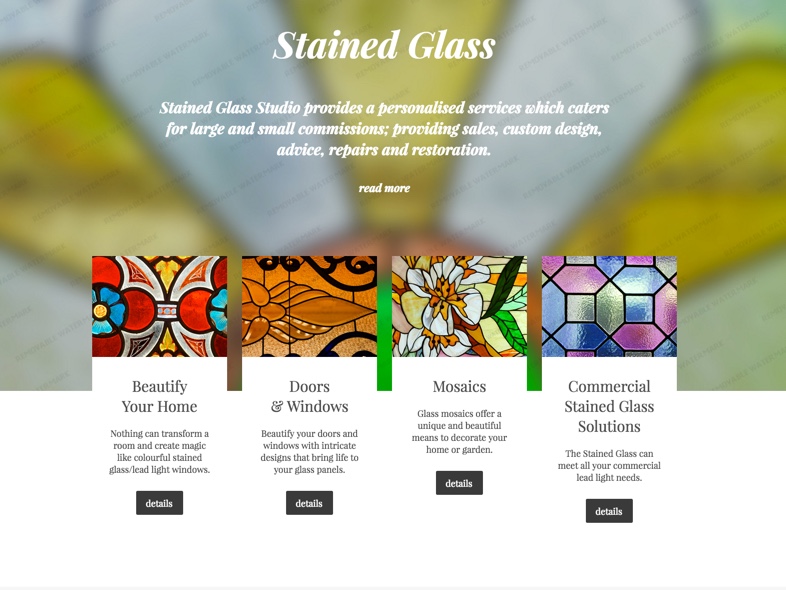 Stained Glass
Stained Glass Studio provides a personalised services which caters
for large and small commissions; providing sales, custom design,
advice, repairs and restoration.
read more
Beautify
Your Home
Nothing can transform a
room and create magic
like colourful stained
glass/lead light windows.
details
Doors
& Windows
Beautify your doors and
windows with intricate
designs that bring life to
your glass panels.
details
Mosaics
Glass mosaics offer a
unique and beautiful
means to decorate your
home or garden.
details
Commercial
Stained Glass
Solutions
The Stained Glass can
meet all your commercial
lead light needs.
details